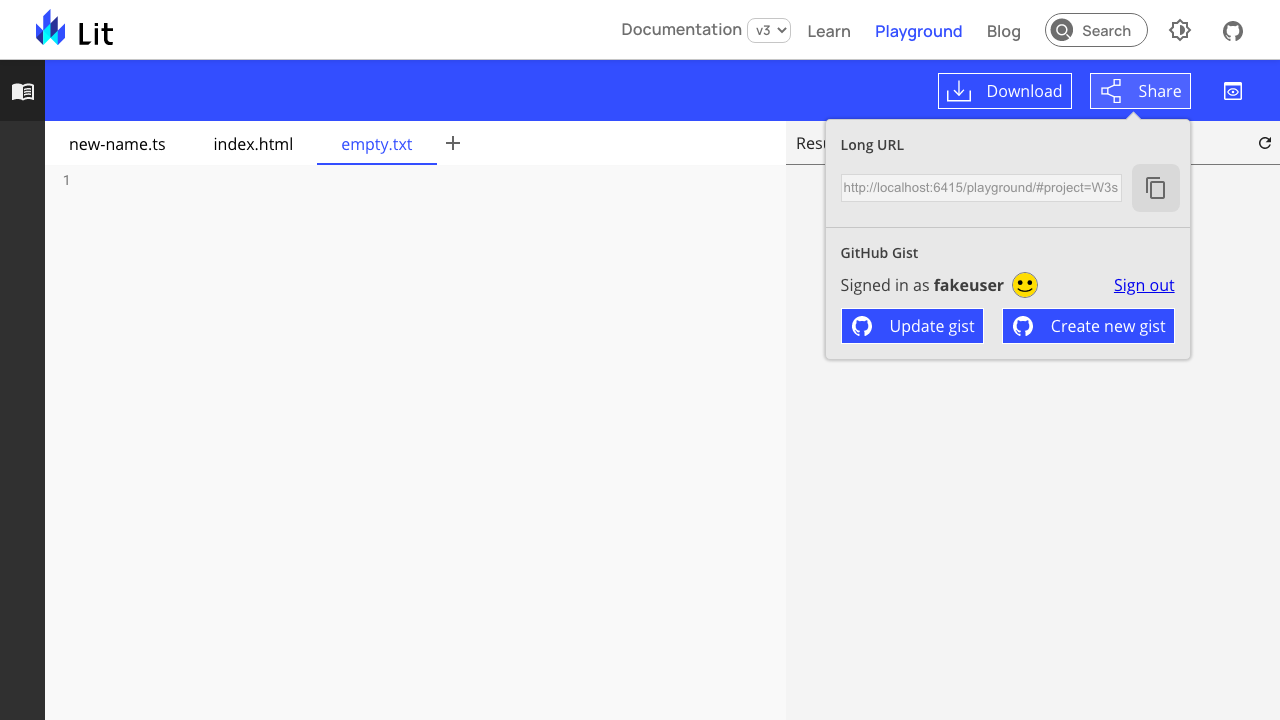 Lit
Documentation v3 Learn Playground Blog Search
Download Share
new-name.ts index.html empty.txt
Long URL
http://localhost:6415/playground/#project=W3s
GitHub Gist
Signed in as fakeuser Sign out
Update gist Create new gist
1